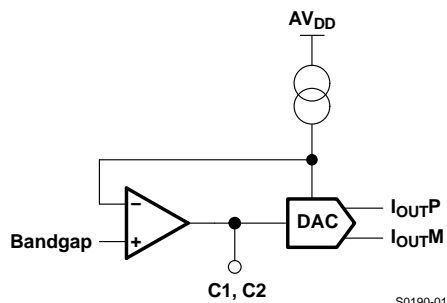 AVDD
−
+
Bandgap
DAC
IOUTP
IOUTM
C1, C2
S0190-01